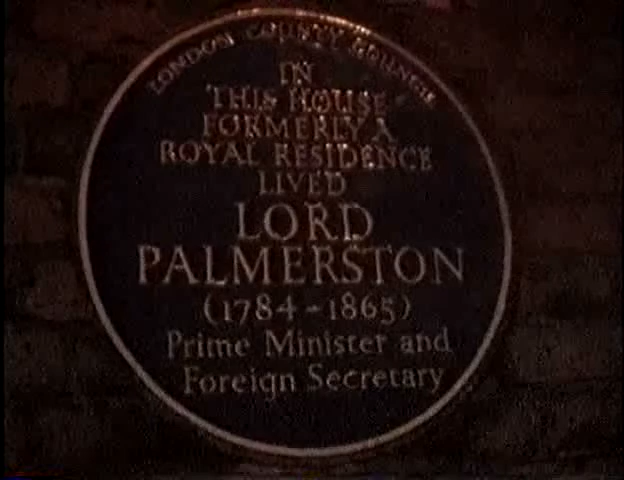 LONDON COUNTY COUNCIL
IN
THIS HOUSE
FORMERLY A
ROYAL RESIDENCE
LIVED
LORD
PALMERSTON
(1784-1865)
Prime Minister and
Foreign Secretary